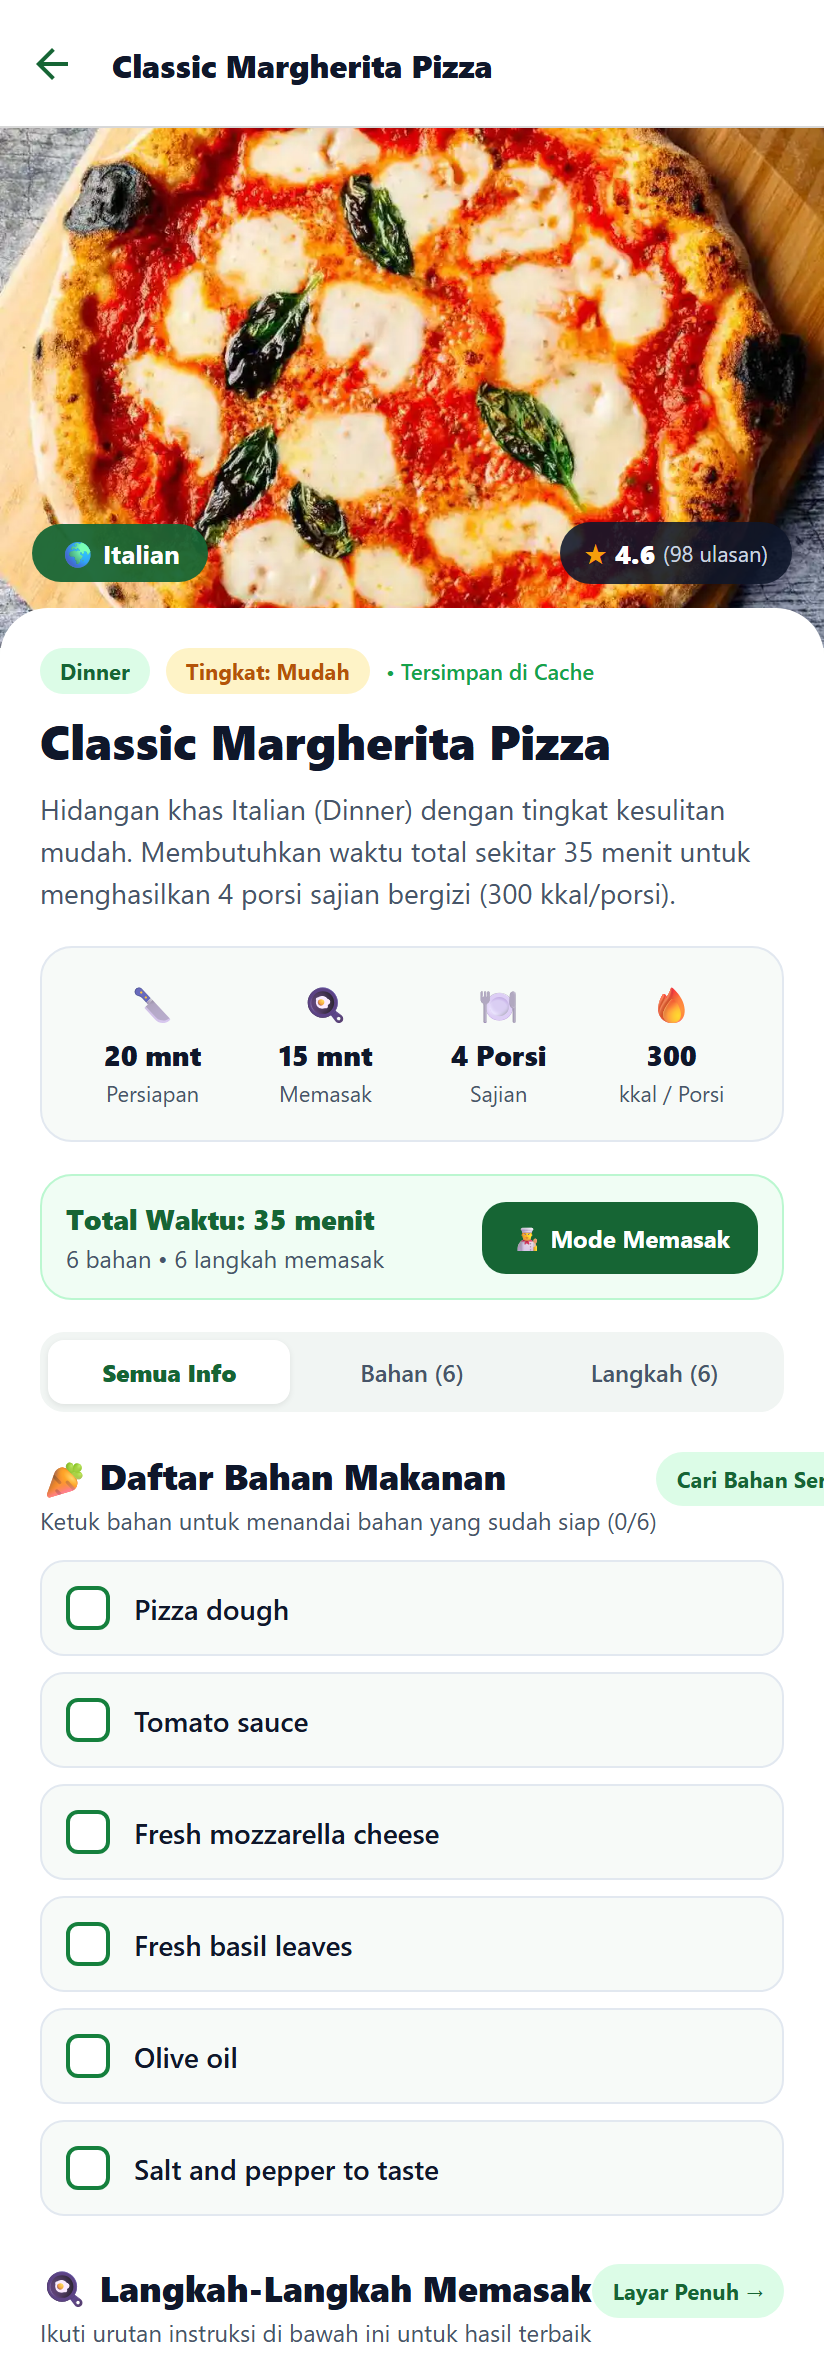 Classic Margherita Pizza
Italian
★ 4.6 (98 ulasan)
Dinner
Tingkat: Mudah
• Tersimpan di Cache
Classic Margherita Pizza
Hidangan khas Italian (Dinner) dengan tingkat kesulitan
mudah. Membutuhkan waktu total sekitar 35 menit untuk
menghasilkan 4 porsi sajian bergizi (300 kkal/porsi).
20 mnt
Persiapan
15 mnt
Memasak
4 Porsi
Sajian
300
kkal / Porsi
Total Waktu: 35 menit
6 bahan • 6 langkah memasak
Mode Memasak
Semua Info
Bahan (6)
Langkah (6)
Daftar Bahan Makanan
Cari Bahan Ser
Ketuk bahan untuk menandai bahan yang sudah siap (0/6)
Pizza dough
Tomato sauce
Fresh mozzarella cheese
Fresh basil leaves
Olive oil
Salt and pepper to taste
Langkah-Langkah Memasak
Layar Penuh →
Ikuti urutan instruksi di bawah ini untuk hasil terbaik